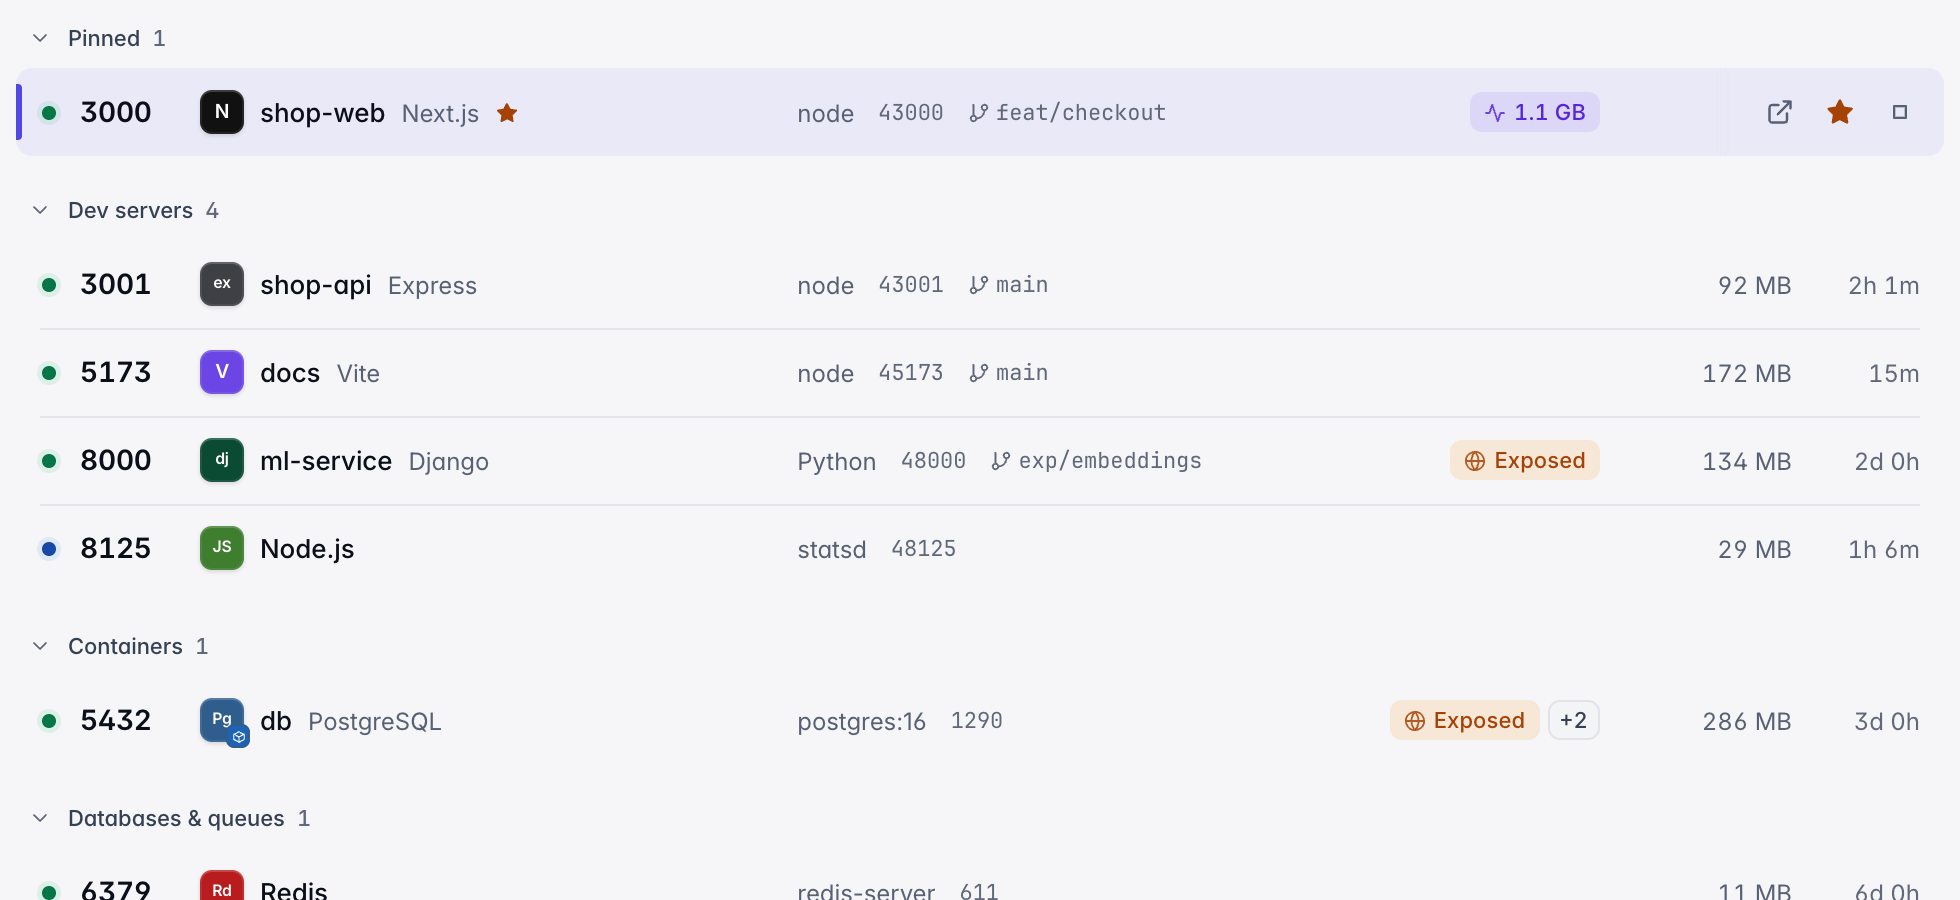 Pinned 1
3000 N shop-web Next.js node 43000 feat/checkout 1.1 GB
Dev servers 4
3001 ex shop-api Express node 43001 main 92 MB 2h 1m
5173 V docs Vite node 45173 main 172 MB 15m
8000 dj ml-service Django Python 48000 exp/embeddings Exposed 134 MB 2d 0h
8125 JS Node.js statsd 48125 29 MB 1h 6m
Containers 1
5432 Pg db PostgreSQL postgres:16 1290 Exposed +2 286 MB 3d 0h
Databases & queues 1
6379 Rd Redis redis-server 611 11 MB 6d 0h